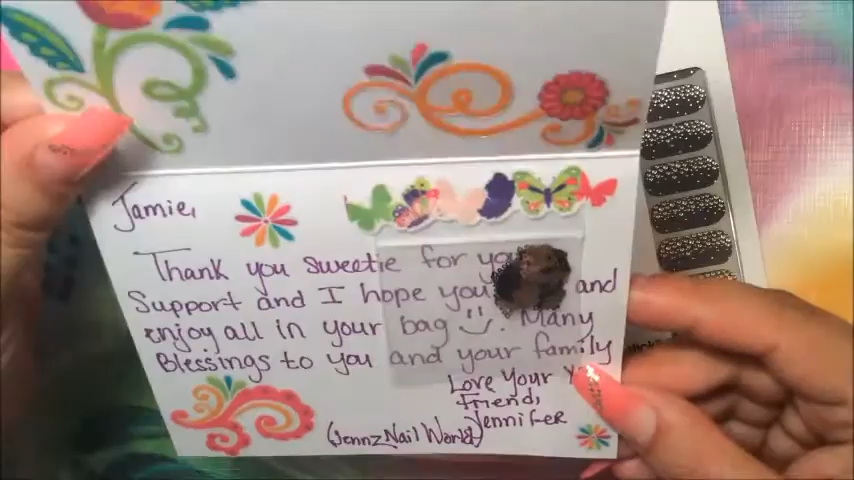 Jamie,
Thank you sweetie for
Support and I hope you and
enjoy all in your bag :) Many
Blessings to you and your family
Love Your
Friend,
Jennifer
(JennzNailWorld)